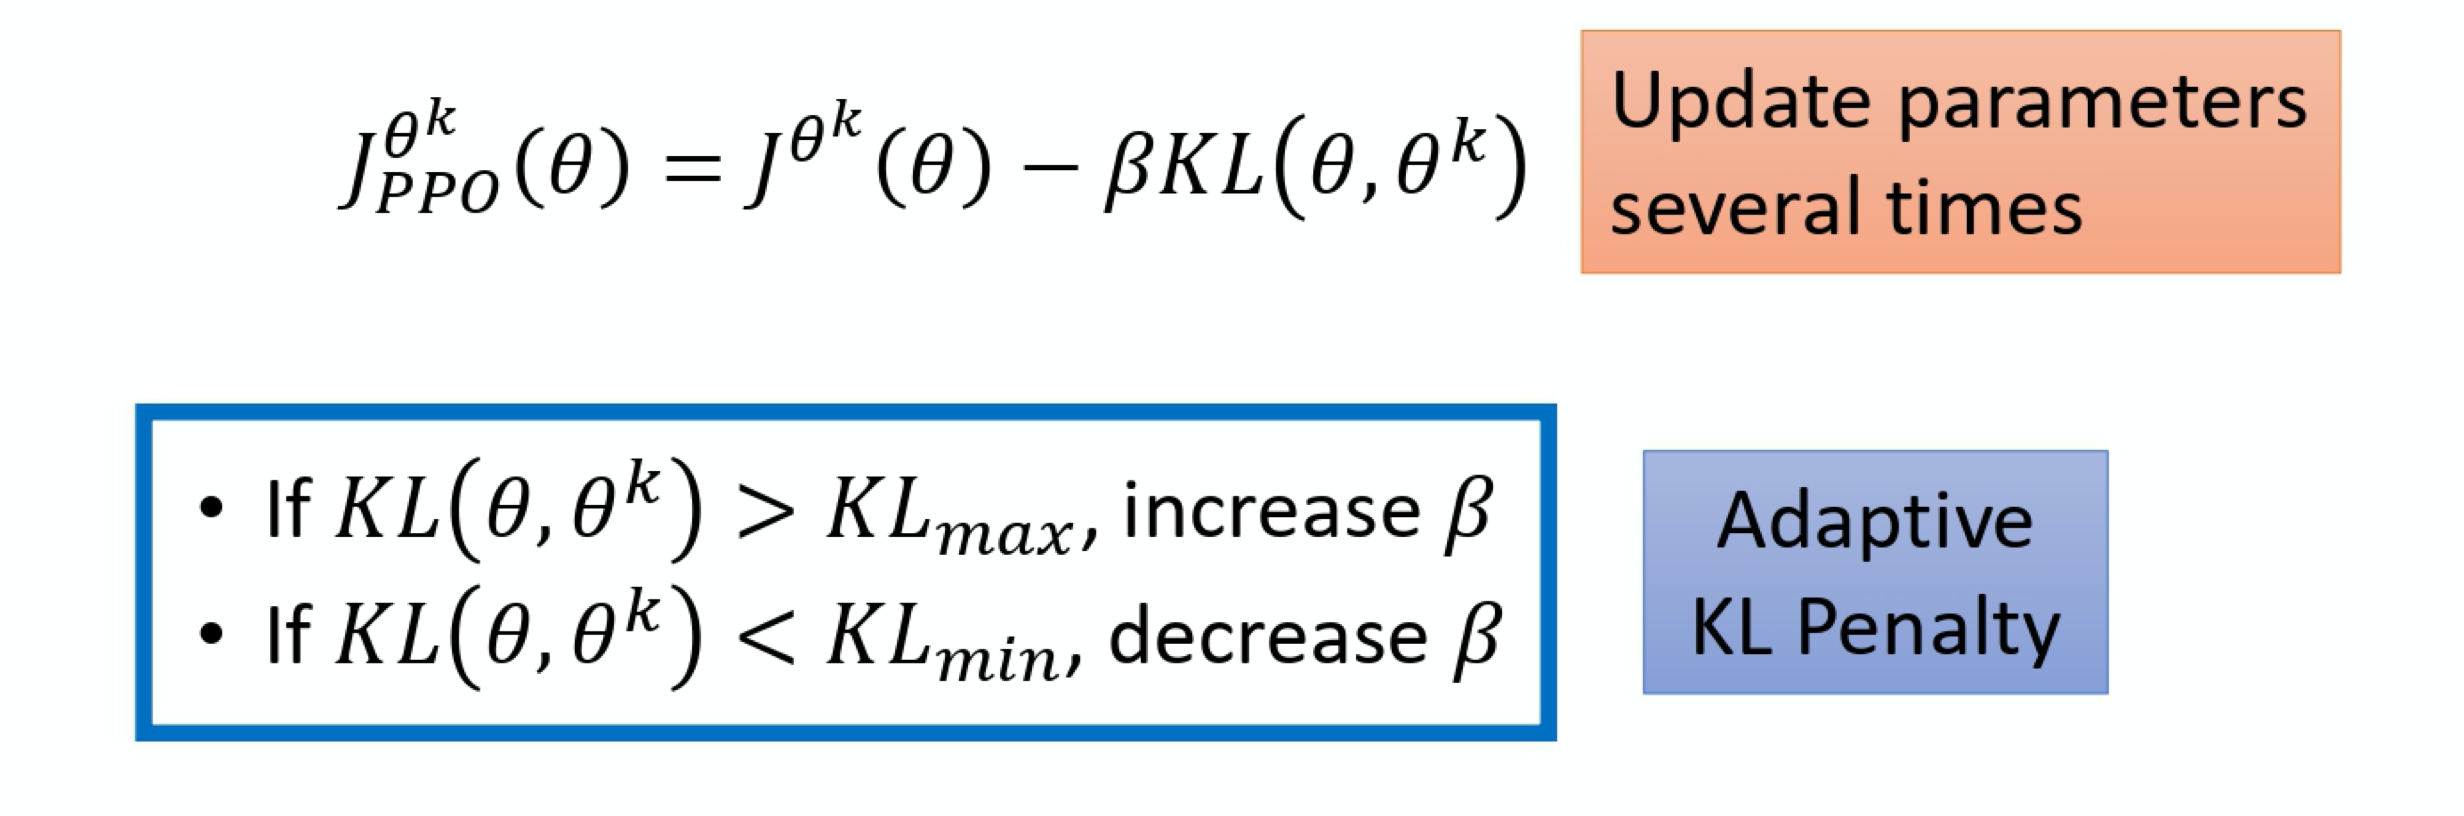 J_{PPO}^{θ^k}(θ) = J^{θ^k}(θ) − βKL(θ, θ^k)
Update parameters
several times
• If KL(θ, θ^k) > KL_{max}, increase β
• If KL(θ, θ^k) < KL_{min}, decrease β
Adaptive
KL Penalty